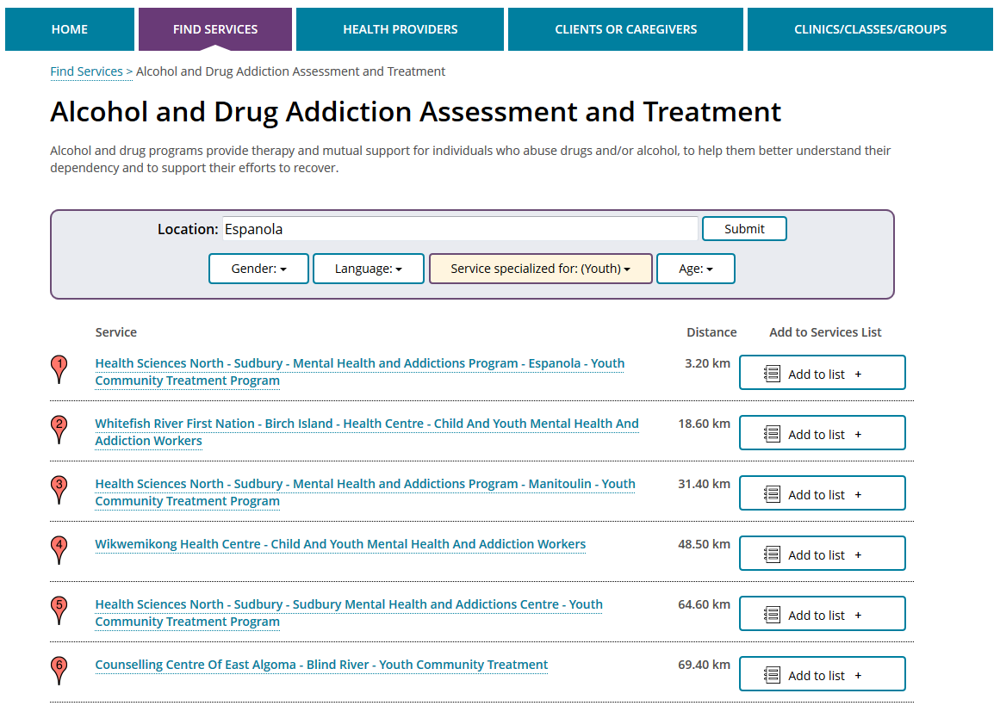 HOME FIND SERVICES HEALTH PROVIDERS CLIENTS OR CAREGIVERS CLINICS/CLASSES/GROUPS
Find Services > Alcohol and Drug Addiction Assessment and Treatment
Alcohol and Drug Addiction Assessment and Treatment
Alcohol and drug programs provide therapy and mutual support for individuals who abuse drugs and/or alcohol, to help them better understand their
dependency and to support their efforts to recover.
Location: Espanola Submit
Gender: Language: Service specialized for: (Youth) Age:
Service Distance Add to Services List
1 Health Sciences North - Sudbury - Mental Health and Addictions Program - Espanola - Youth 3.20 km
Community Treatment Program Add to list +
2 Whitefish River First Nation - Birch Island - Health Centre - Child And Youth Mental Health And 18.60 km
Addiction Workers Add to list +
3 Health Sciences North - Sudbury - Mental Health and Addictions Program - Manitoulin - Youth 31.40 km
Community Treatment Program Add to list +
4 Wikwemikong Health Centre - Child And Youth Mental Health And Addiction Workers 48.50 km
Add to list +
5 Health Sciences North - Sudbury - Sudbury Mental Health and Addictions Centre - Youth 64.60 km
Community Treatment Program Add to list +
6 Counselling Centre Of East Algoma - Blind River - Youth Community Treatment 69.40 km
Add to list +